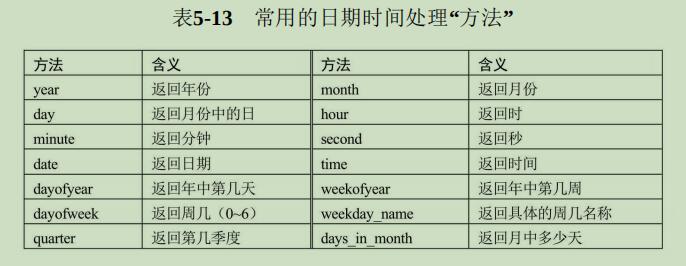 表5-13 常用的日期时间处理“方法”
方法 含义 方法 含义
year 返回年份 month 返回月份
day 返回月份中的日 hour 返回时
minute 返回分钟 second 返回秒
date 返回日期 time 返回时间
dayofyear 返回年中第几天 weekofyear 返回年中第几周
dayofweek 返回周几（0~6） weekday_name 返回具体的周几名称
quarter 返回第几季度 days_in_month 返回月中多少天